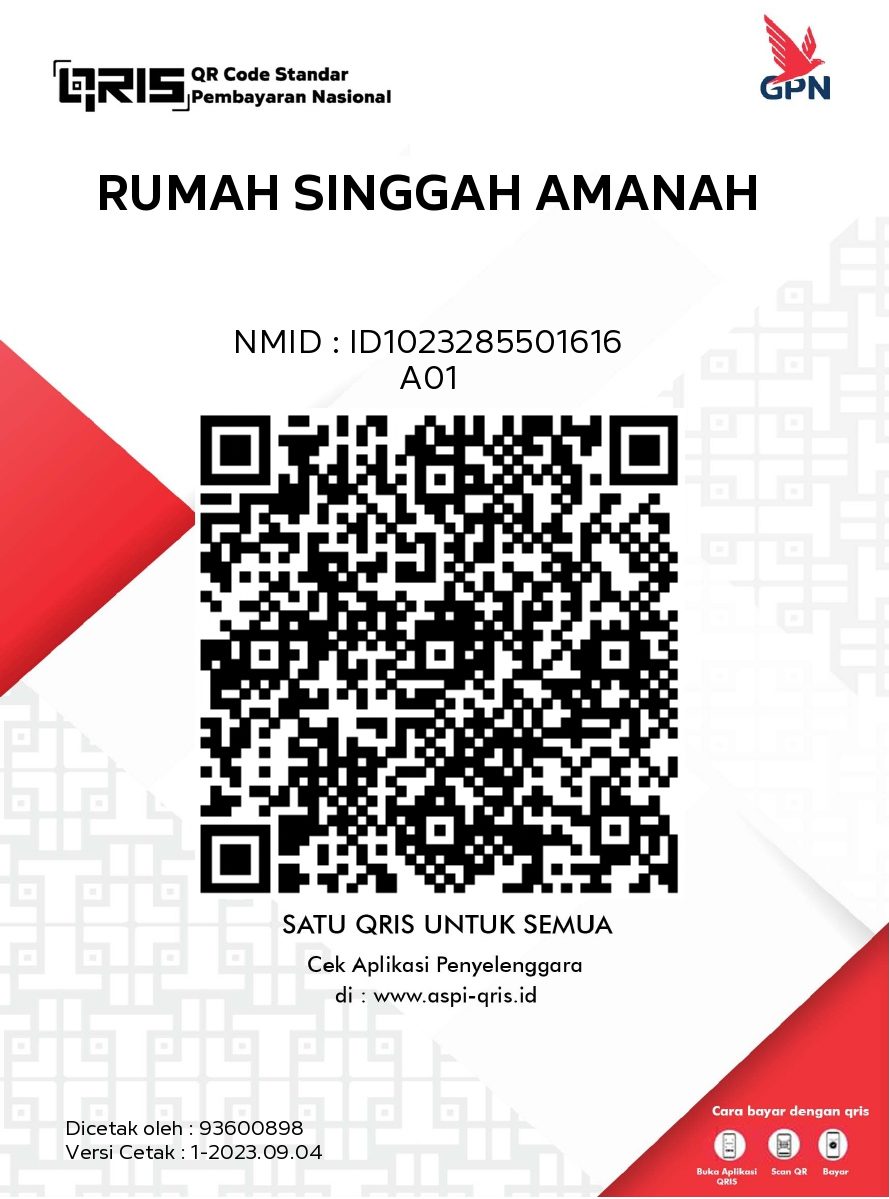 QRIS QR Code Standar
Pembayaran Nasional
GPN
RUMAH SINGGAH AMANAH
NMID : ID1023285501616
A01
SATU QRIS UNTUK SEMUA
Cek Aplikasi Penyelenggara
di : www.aspi-qris.id
Dicetak oleh : 93600898
Versi Cetak : 1-2023.09.04
Cara bayar dengan qris
Buka Aplikasi
QRIS
Scan QR
Bayar